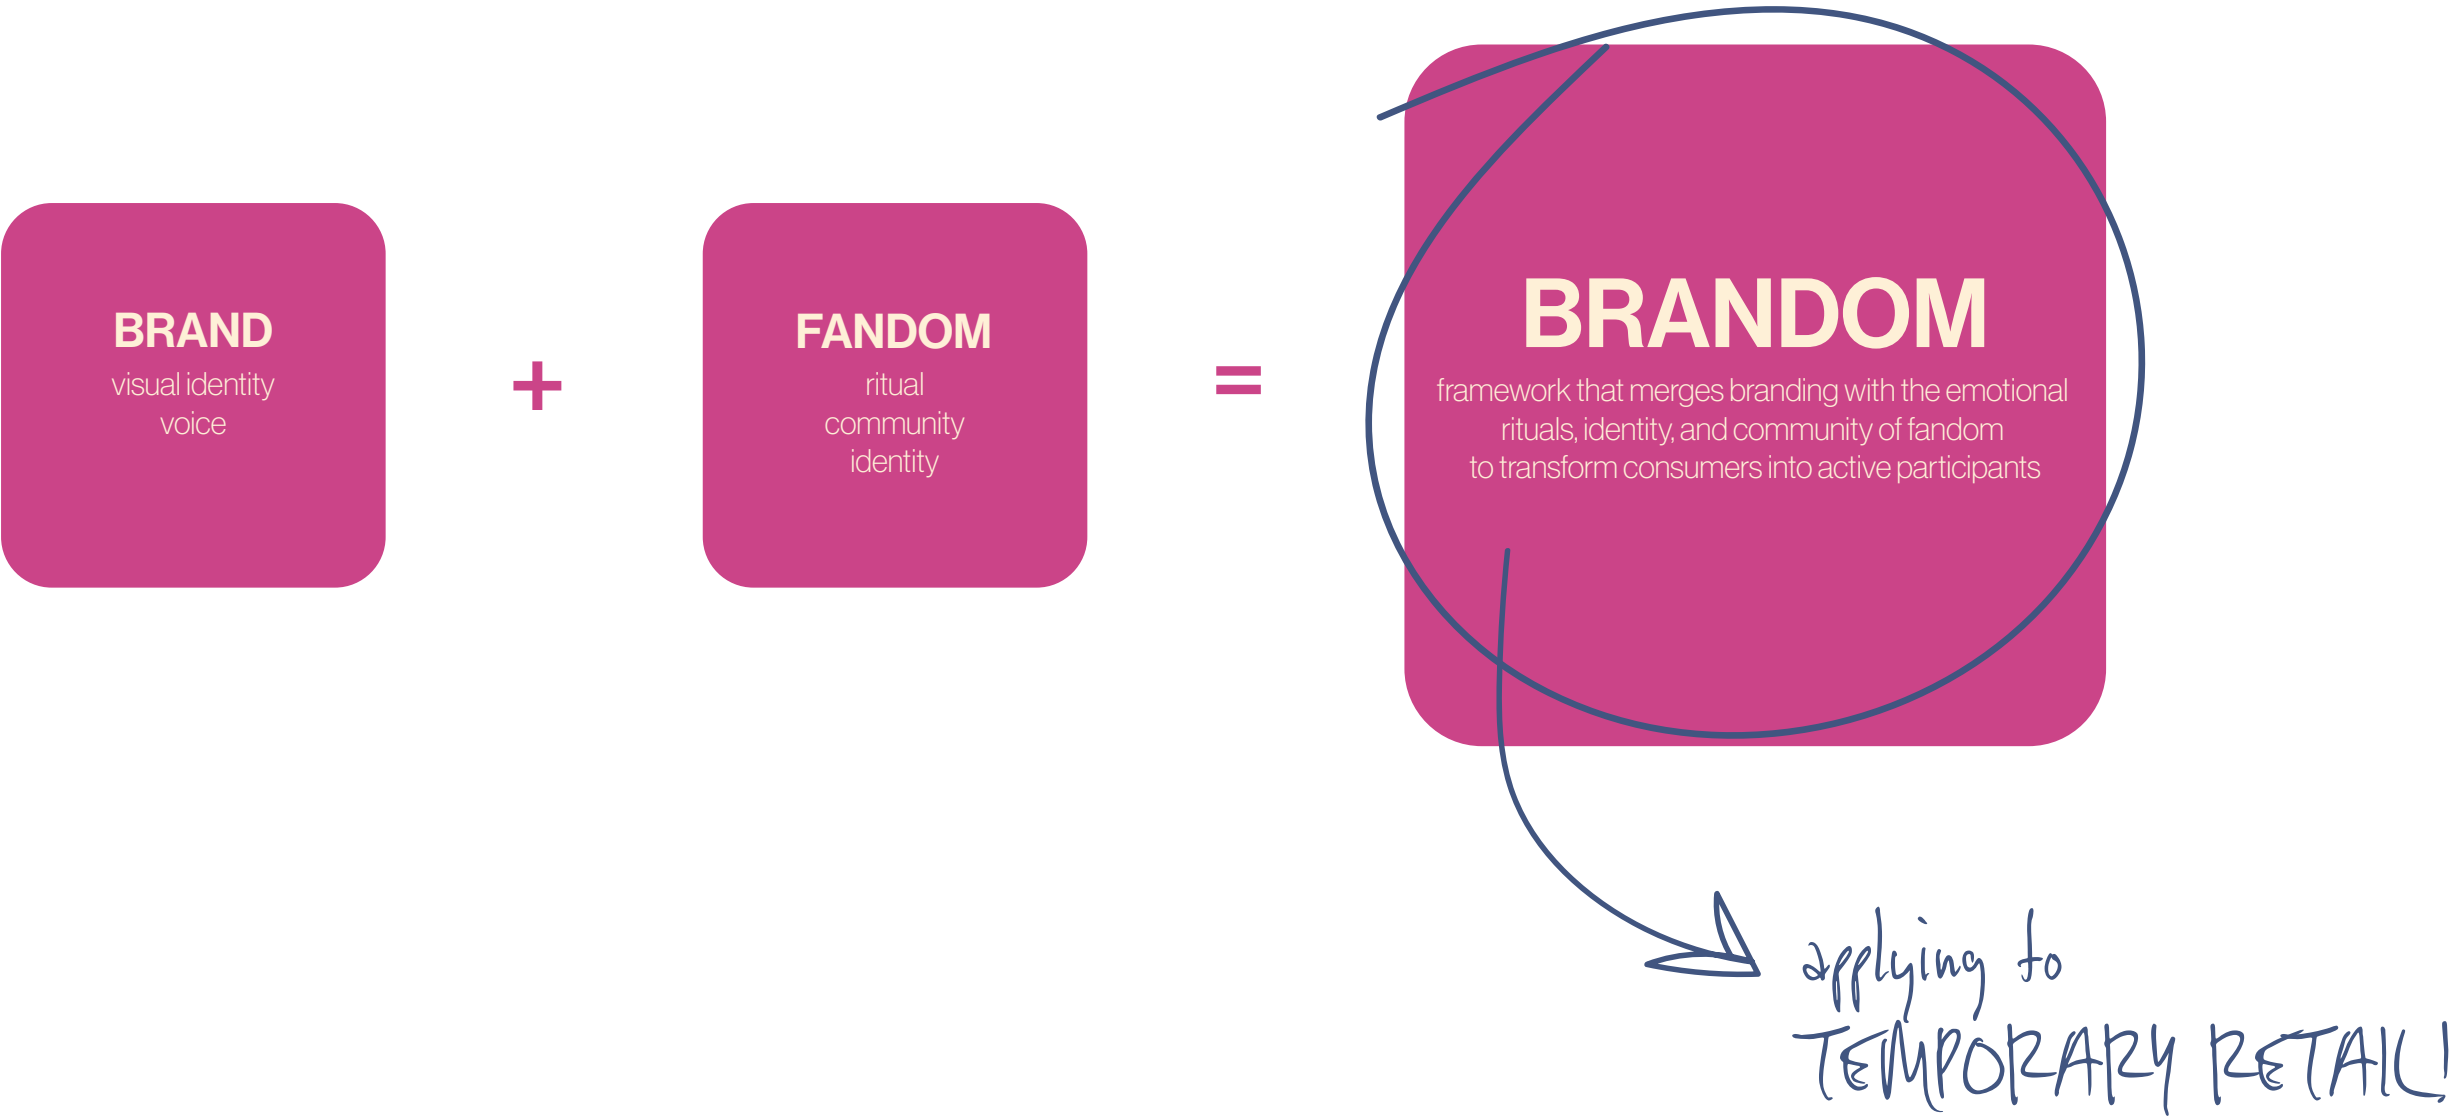 BRAND
visual identity
voice
+
FANDOM
ritual
community
identity
=
BRANDOM
framework that merges branding with the emotional
rituals, identity, and community of fandom
to transform consumers into active participants
applying to
TEMPORARY RETAIL!